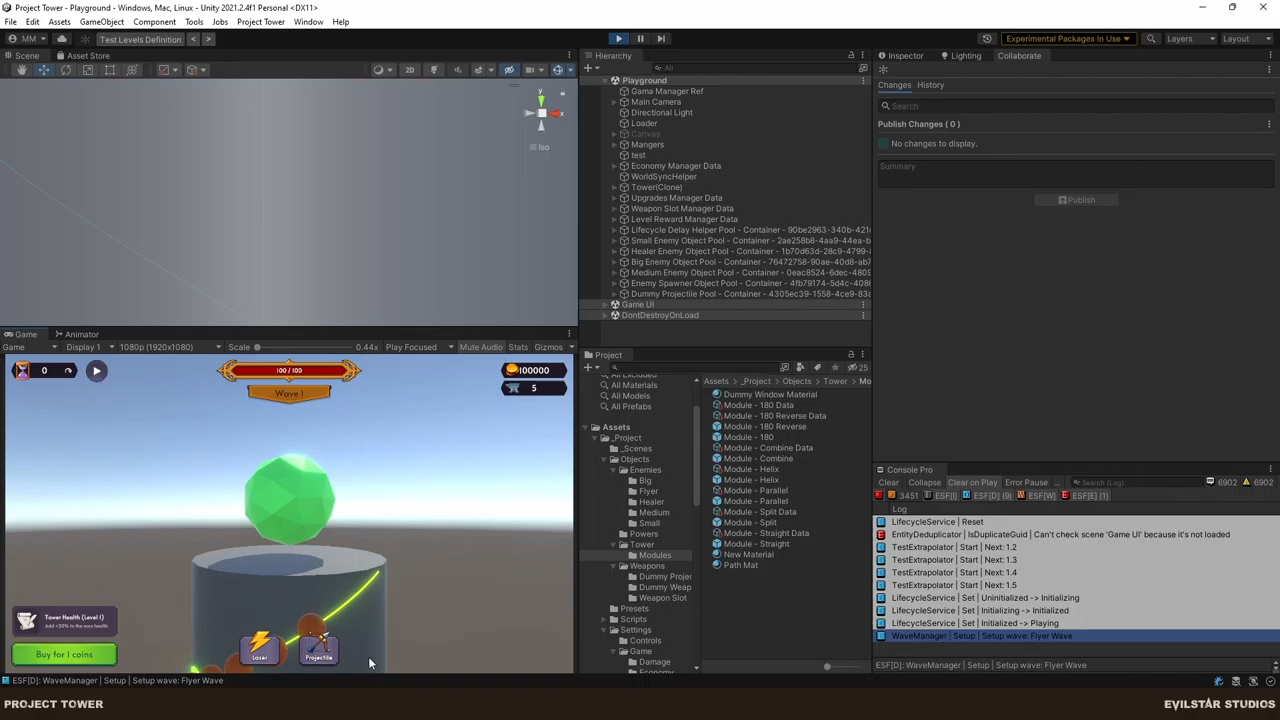 Project Tower - Playground - Windows, Mac, Linux - Unity 2021.2.4f1 Personal <DX11>
File Edit Assets GameObject Component Tools Jobs Project Tower Window Help
MM Test Levels Definition < > Experimental Packages In Use Layers Layout
Scene Asset Store
2D
y
x
Iso
Hierarchy
All
Playground
Gama Manager Ref
Main Camera
Directional Light
Loader
Canvas
Mangers
test
Economy Manager Data
WorldSyncHelper
Tower(Clone)
Upgrades Manager Data
Weapon Slot Manager Data
Level Reward Manager Data
Lifecycle Delay Helper Pool - Container - 90be2963-340b-421
Small Enemy Object Pool - Container - 2ae258b8-4aa9-44ea-b
Healer Enemy Object Pool - Container - 1b70d63d-28c9-4799-8
Big Enemy Object Pool - Container - 76472758-90ae-40d8-ab7
Medium Enemy Object Pool - Container - 0eac8524-6dec-4809
Enemy Spawner Object Pool - Container - 4fb79174-5d4c-408e
Dummy Projectile Pool - Container - 4305ec39-1558-4ce9-83a
Game UI
DontDestroyOnLoad
Inspector Lighting Collaborate
Changes History
Search
Publish Changes ( 0 )
No changes to display.
Summary
Publish
Game Animator
Game Display 1 1080p (1920x1080) Scale 0.44x Play Focused Mute Audio Stats Gizmos
0
100 / 100
Wave 1
100000
5
Tower Health (Level 1)
Add +20% to the max health
Buy for 1 coins
Laser
Projectile
Project
25
All Materials
All Models
All Prefabs
Assets
_Project
_Scenes
Objects
Enemies
Big
Flyer
Healer
Medium
Small
Powers
Tower
Modules
Weapons
Dummy Proje
Dummy Weap
Weapon Slot
Presets
Scripts
Settings
Controls
Game
Damage
Economy
Assets > _Project > Objects > Tower > Mo
Dummy Window Material
Module - 180 Data
Module - 180 Reverse Data
Module - 180 Reverse
Module - 180
Module - Combine Data
Module - Combine
Module - Helix
Module - Helix
Module - Parallel
Module - Parallel
Module - Split Data
Module - Split
Module - Straight Data
Module - Straight
New Material
Path Mat
Console Pro
Clear Collapse Clear on Play Error Pause ... Search (Log) 6902 6902
3451 ESF[I] ESF[D] (9) ESF[W] ESF[E] (1)
Log
LifecycleService | Reset
EntityDeduplicator | IsDuplicateGuid | Can't check scene 'Game UI' because it's not loaded
TestExtrapolator | Start | Next: 1.2
TestExtrapolator | Start | Next: 1.3
TestExtrapolator | Start | Next: 1.4
TestExtrapolator | Start | Next: 1.5
LifecycleService | Set | Uninitialized -> Initializing
LifecycleService | Set | Initializing -> Initialized
LifecycleService | Set | Initialized -> Playing
WaveManager | Setup | Setup wave: Flyer Wave
ESF[D]: WaveManager | Setup | Setup wave: Flyer Wave
ESF[D]: WaveManager | Setup | Setup wave: Flyer Wave
PROJECT TOWER
EVILSTAR STUDIOS